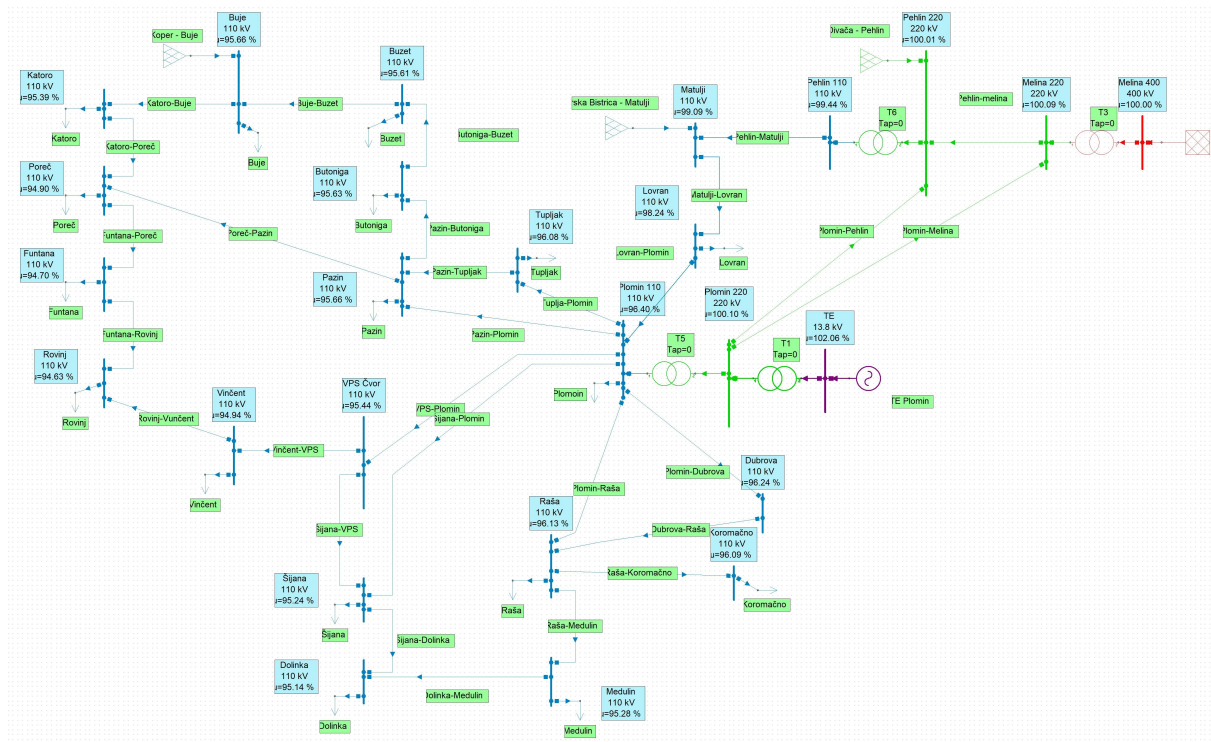 Buje
110 kV
u=95.66 %
Koper - Buje
Buzet
110 kV
u=95.61 %
Divača - Pehlin
Pehlin 220
220 kV
u=100.01 %
Katoro
110 kV
u=95.39 %
Katoro-Buje
Buje-Buzet
Matulji
110 kV
u=99.09 %
rska Bistrica - Matulji
Pehlin 110
110 kV
u=99.44 %
T6
Tap=0
Pehlin-melina
Melina 220
220 kV
u=100.09 %
T3
Tap=0
Melina 400
400 kV
u=100.00 %
Katoro
Katoro-Poreč
Buje
Buzet
Butoniga-Buzet
Pehlin-Matulji
Poreč
110 kV
u=94.90 %
Butoniga
110 kV
u=95.63 %
Lovran
110 kV
u=98.24 %
Matulji-Lovran
Poreč
Funtana-Poreč
Poreč-Pazin
Butoniga
Pazin-Butoniga
Tupljak
110 kV
u=96.08 %
Plomin-Pehlin
Plomin-Melina
Funtana
110 kV
u=94.70 %
Pazin
110 kV
u=95.66 %
Pazin-Tupljak
Tupljak
Lovran-Plomin
Lovran
Funtana
Funtana-Rovinj
Pazin
Tuplja-Plomin
Pazin-Plomin
Plomin 110
110 kV
u=96.40 %
Plomin 220
220 kV
u=100.10 %
T5
Tap=0
T1
Tap=0
TE
13.8 kV
u=102.06 %
TE Plomin
Rovinj
110 kV
u=94.63 %
Rovinj
Rovinj-Vunčent
Vinčent
110 kV
u=94.94 %
VPS Čvor
110 kV
u=95.44 %
VPS-Plomin
Sijana-Plomin
Plomoin
Vinčent-VPS
Vinčent
Plomin-Dubrova
Dubrova
110 kV
u=96.24 %
Plomin-Raša
Raša
110 kV
u=96.13 %
Sijana-VPS
Dubrova-Raša
Koromačno
110 kV
u=96.09 %
Šijana
110 kV
u=95.24 %
Raša-Koromačno
Koromačno
Raša
Šijana
Sijana-Dolinka
Raša-Medulin
Dolinka
110 kV
u=95.14 %
Dolinka-Medulin
Medulin
110 kV
u=95.28 %
Dolinka
Medulin